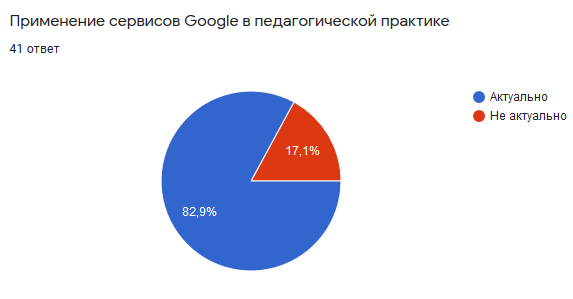 Применение сервисов Google в педагогической практике
41 ответ
Актуально
Не актуально
17,1%
82,9%